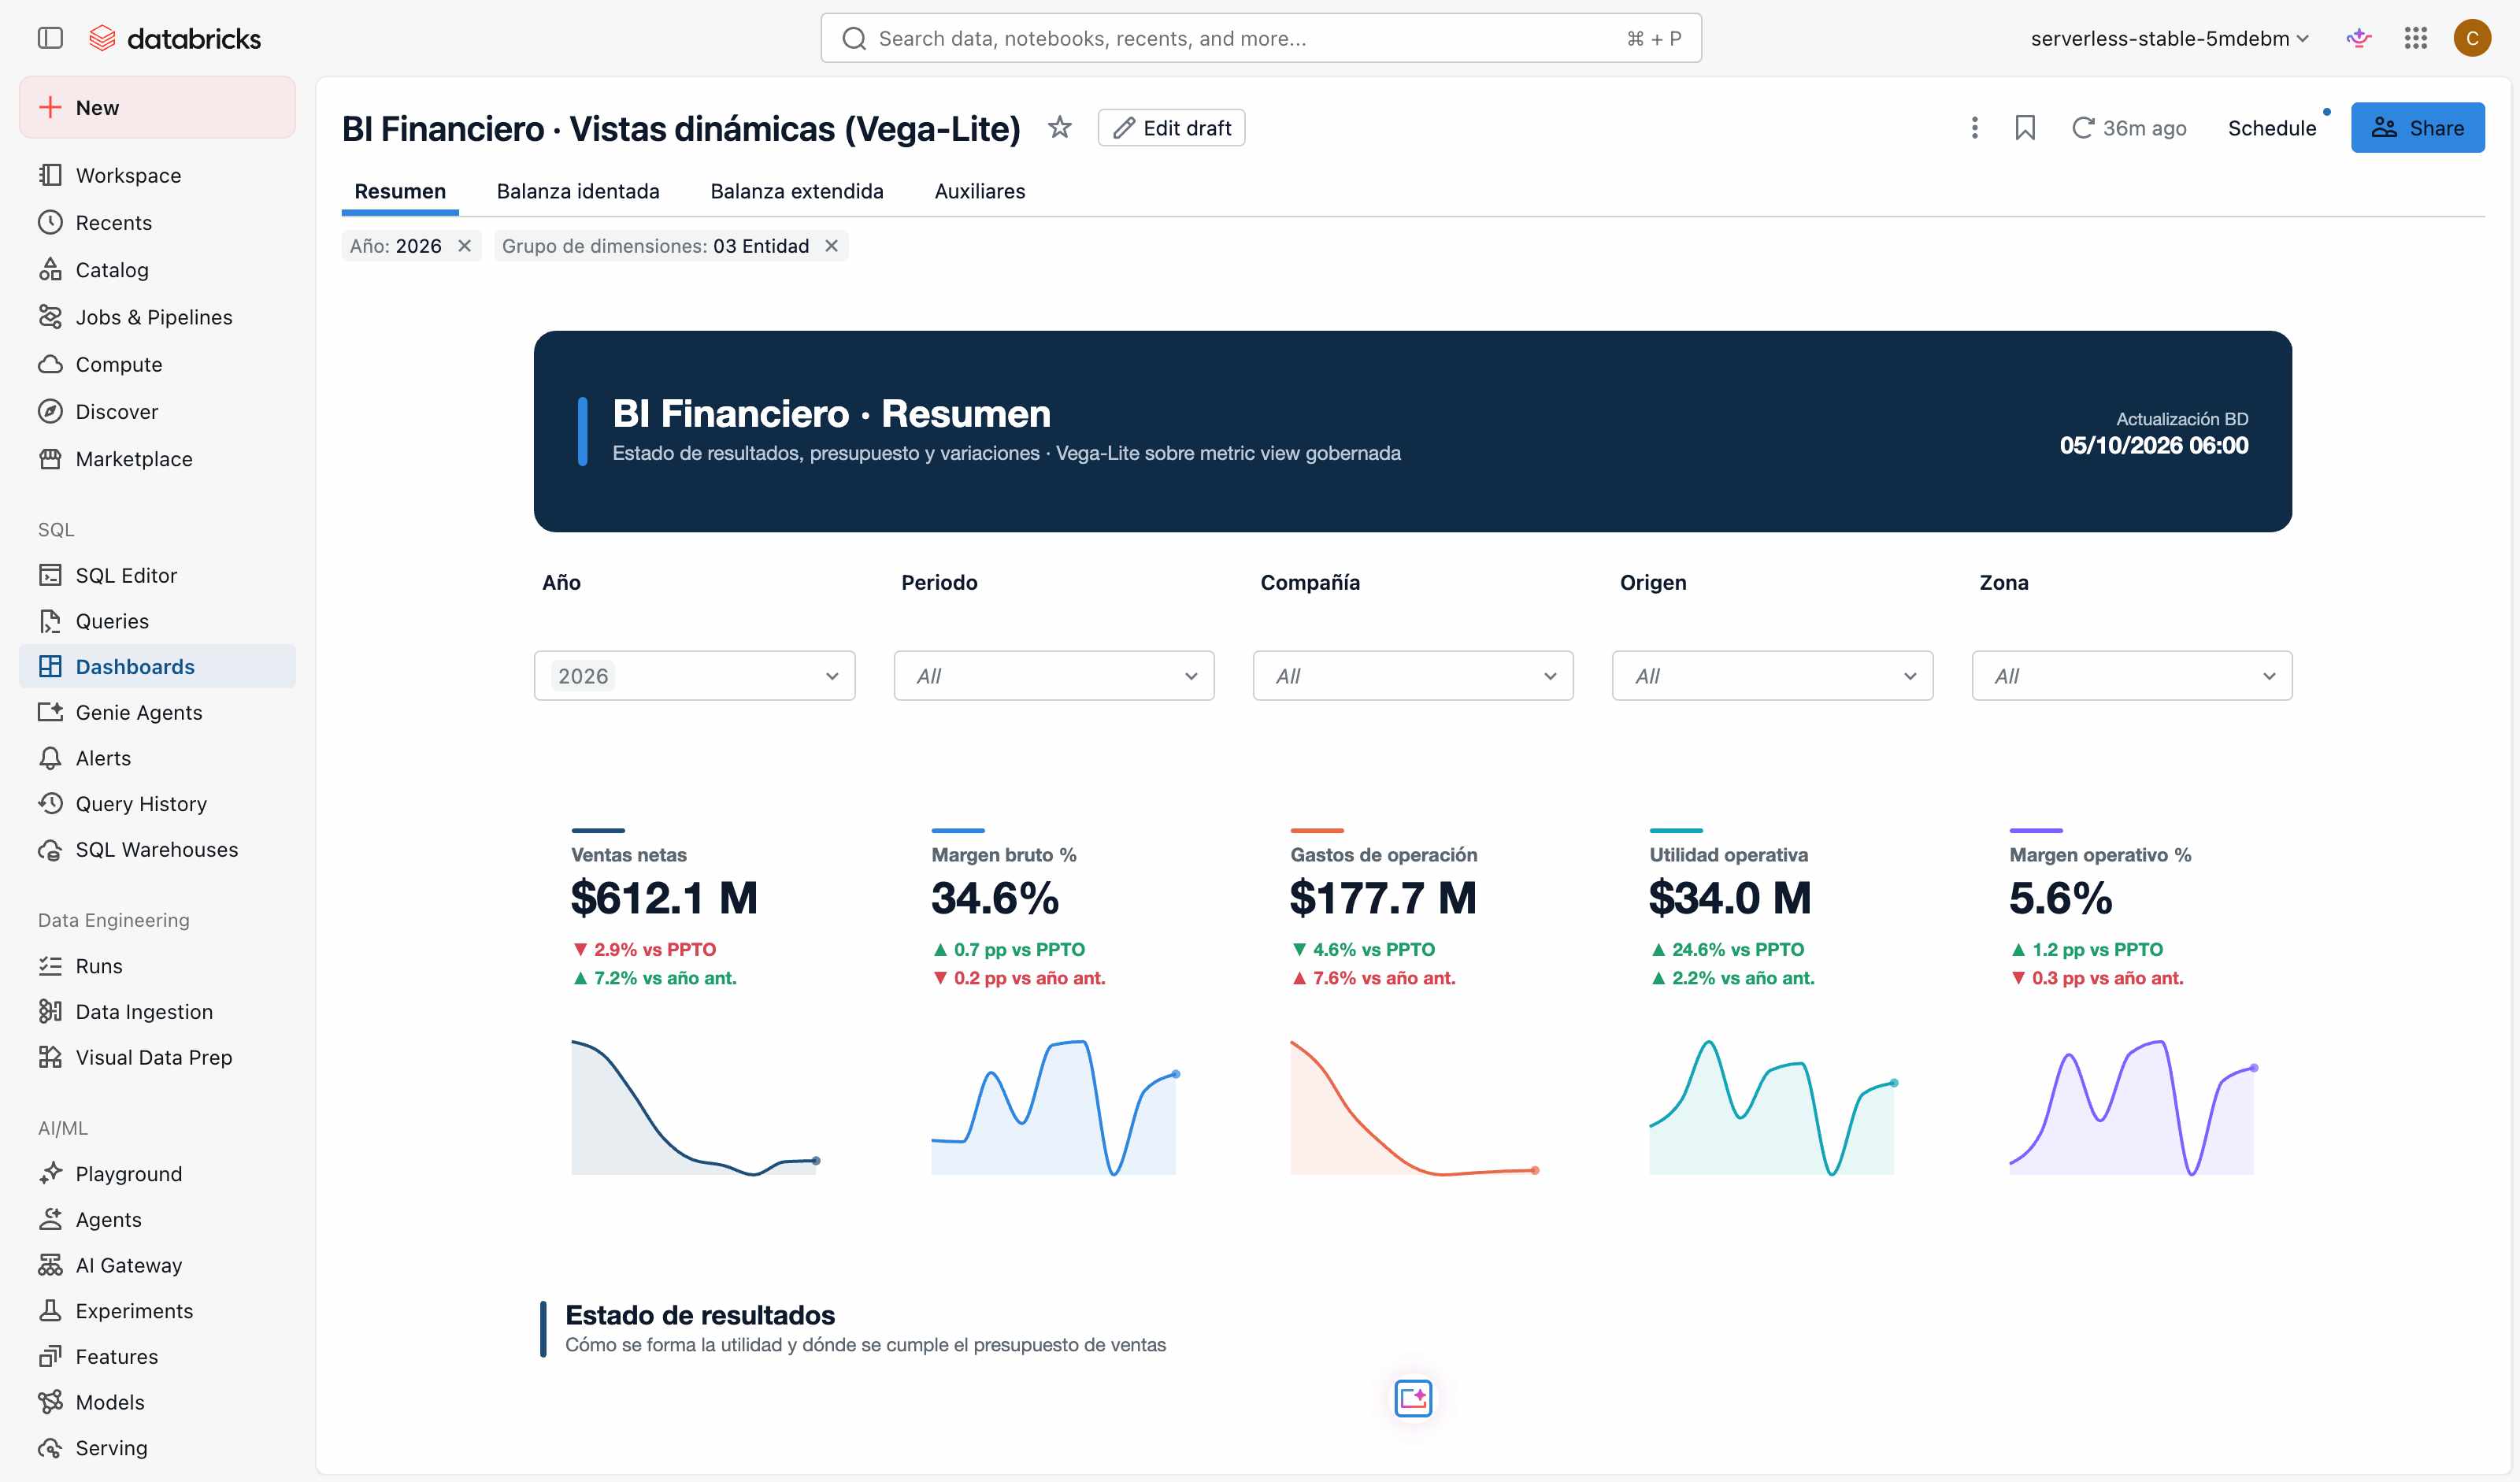 databricks
Search data, notebooks, recents, and more...
⌘ + P
serverless-stable-5mdebm
C
New
Workspace
Recents
Catalog
Jobs & Pipelines
Compute
Discover
Marketplace
SQL
SQL Editor
Queries
Dashboards
Genie Agents
Alerts
Query History
SQL Warehouses
Data Engineering
Runs
Data Ingestion
Visual Data Prep
AI/ML
Playground
Agents
AI Gateway
Experiments
Features
Models
Serving
BI Financiero · Vistas dinámicas (Vega-Lite)
Edit draft
36m ago
Schedule
Share
Resumen
Balanza identada
Balanza extendida
Auxiliares
Año: 2026
Grupo de dimensiones: 03 Entidad
BI Financiero · Resumen
Estado de resultados, presupuesto y variaciones · Vega-Lite sobre metric view gobernada
Actualización BD
05/10/2026 06:00
Año
Periodo
Compañía
Origen
Zona
2026
All
All
All
All
Ventas netas
$612.1 M
▼ 2.9% vs PPTO
▲ 7.2% vs año ant.
Margen bruto %
34.6%
▲ 0.7 pp vs PPTO
▼ 0.2 pp vs año ant.
Gastos de operación
$177.7 M
▼ 4.6% vs PPTO
▲ 7.6% vs año ant.
Utilidad operativa
$34.0 M
▲ 24.6% vs PPTO
▲ 2.2% vs año ant.
Margen operativo %
5.6%
▲ 1.2 pp vs PPTO
▼ 0.3 pp vs año ant.
Estado de resultados
Cómo se forma la utilidad y dónde se cumple el presupuesto de ventas